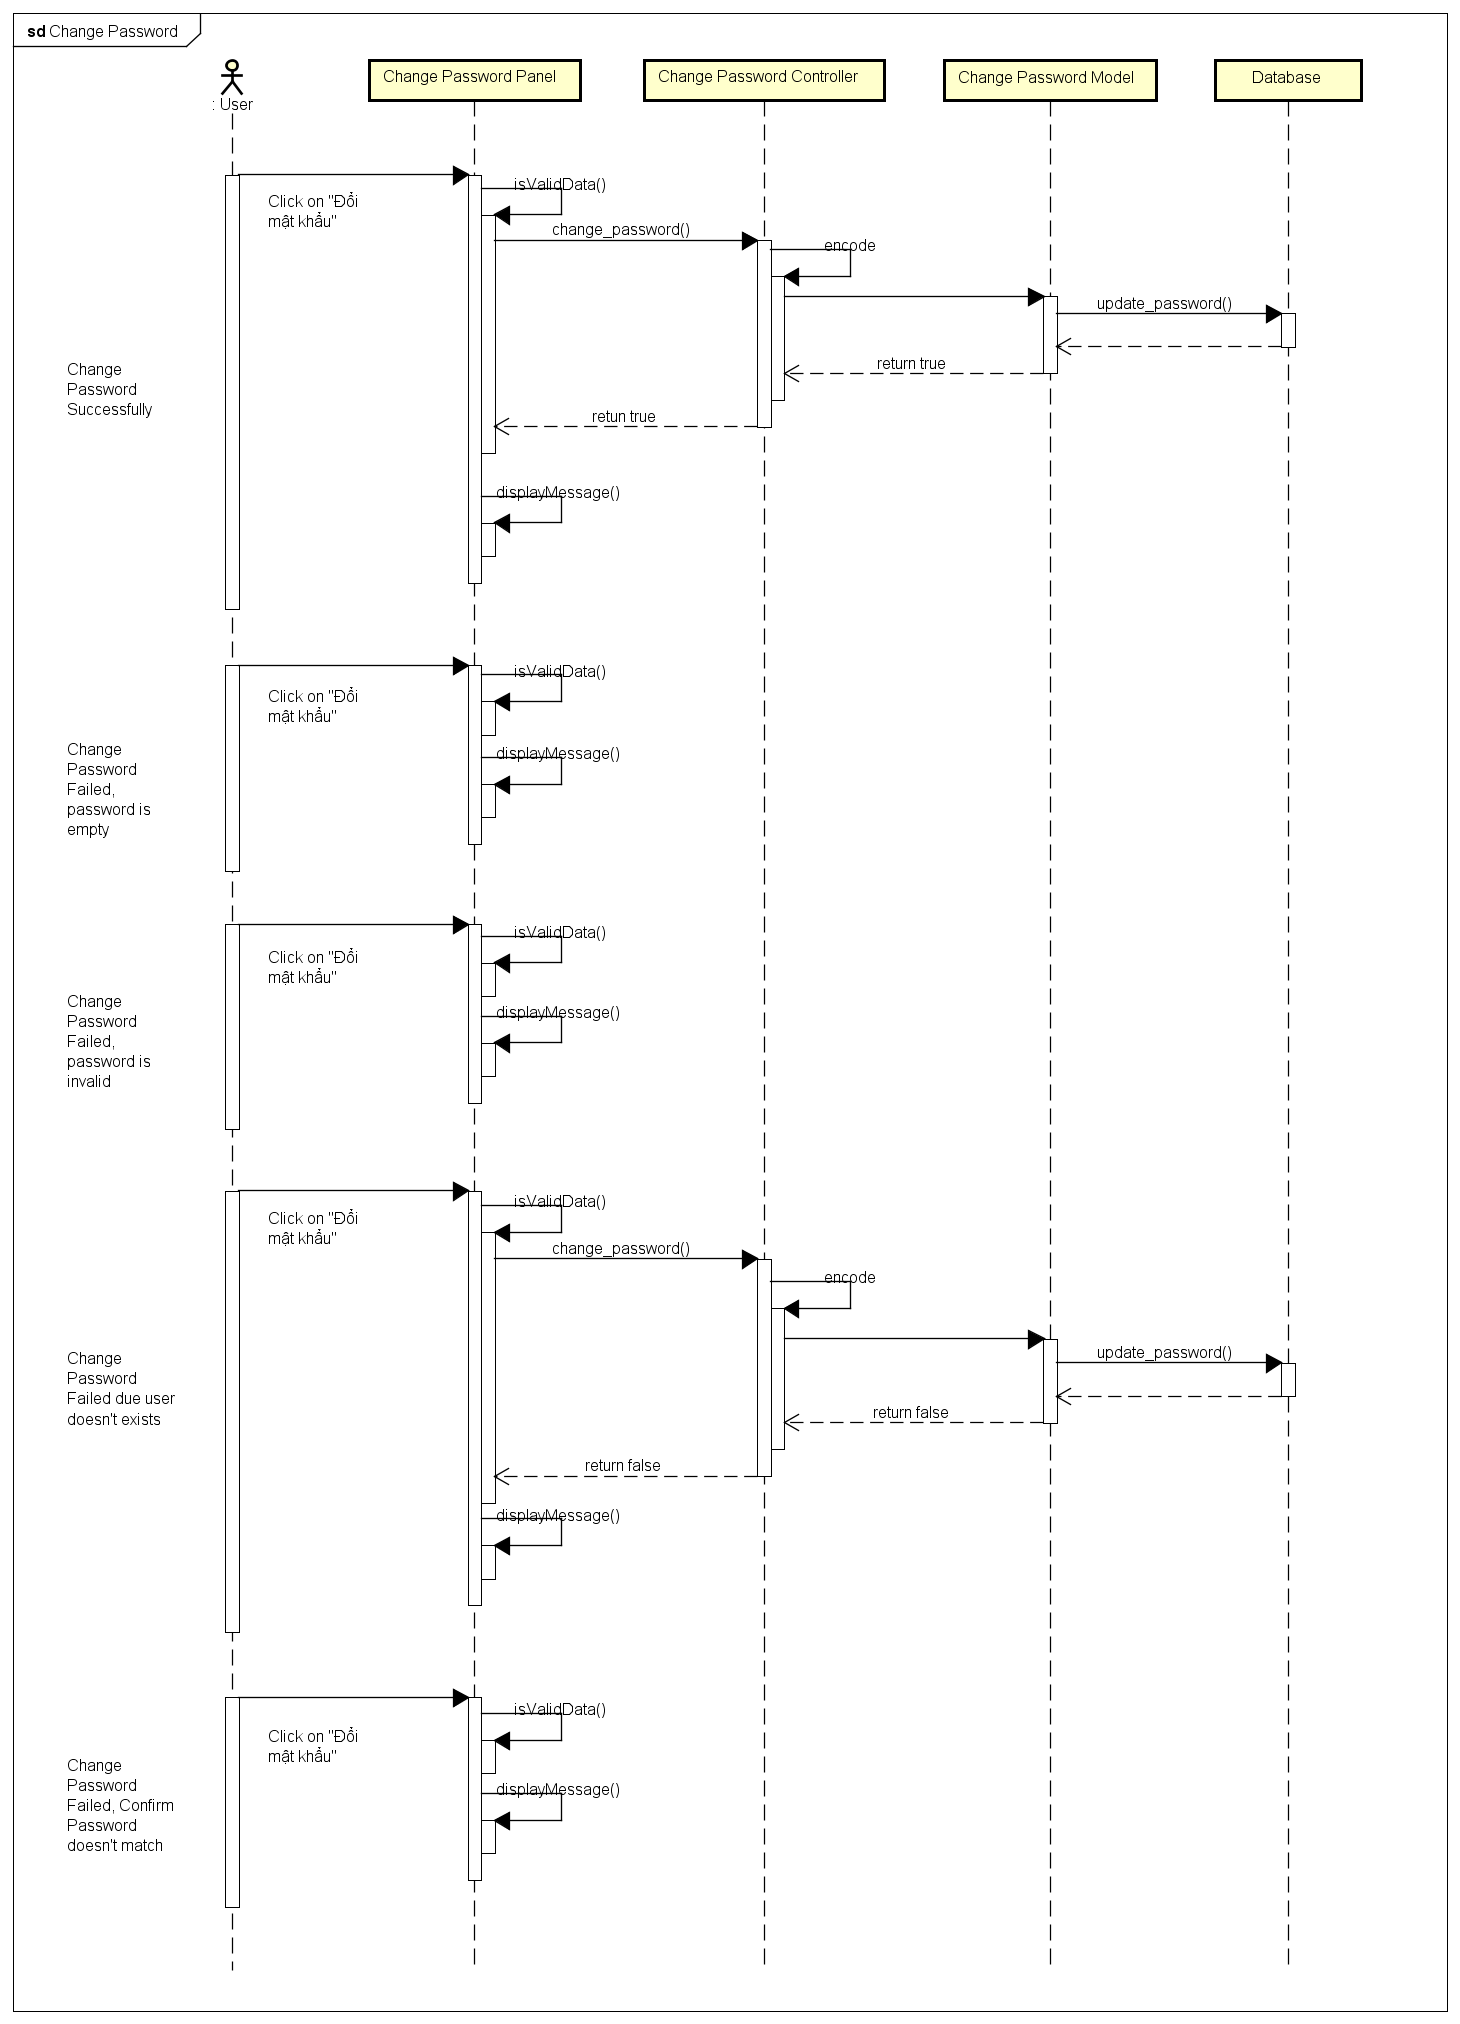 sd Change Password
: User
Change Password Panel
Change Password Controller
Change Password Model
Database
isValidData()
Click on "Đổi
mật khẩu"
change_password()
encode
update_password()
return true
Change
Password
Successfully
retun true
displayMessage()
isValidData()
Click on "Đổi
mật khẩu"
displayMessage()
Change
Password
Failed,
password is
empty
isValidData()
Click on "Đổi
mật khẩu"
displayMessage()
Change
Password
Failed,
password is
invalid
isValidData()
Click on "Đổi
mật khẩu"
change_password()
encode
update_password()
Change
Password
Failed due user
doesn't exists
return false
return false
displayMessage()
isValidData()
Click on "Đổi
mật khẩu"
displayMessage()
Change
Password
Failed, Confirm
Password
doesn't match